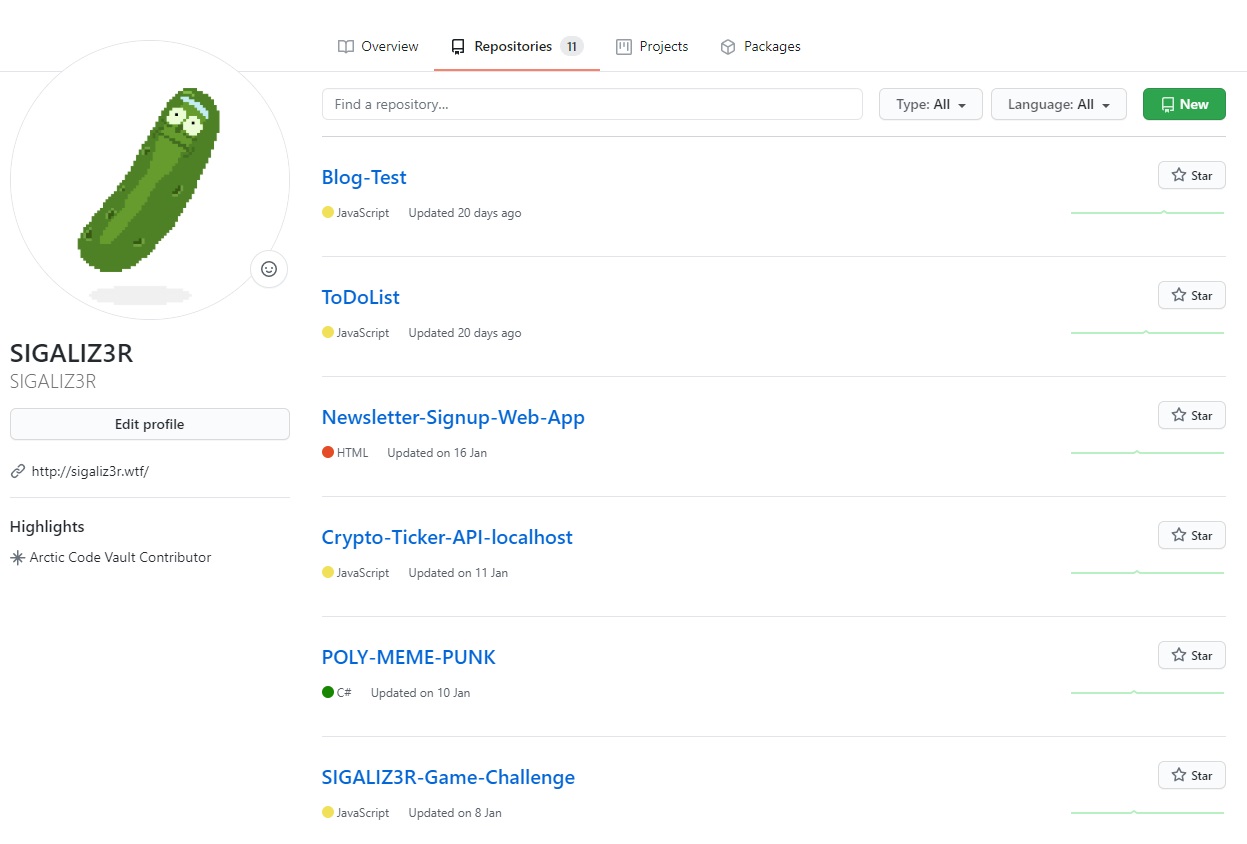 Overview Repositories 11 Projects Packages
Find a repository... Type: All Language: All New
SIGALIZ3R
SIGALIZ3R
Edit profile
http://sigaliz3r.wtf/
Highlights
Arctic Code Vault Contributor
Blog-Test Star
JavaScript Updated 20 days ago
ToDoList Star
JavaScript Updated 20 days ago
Newsletter-Signup-Web-App Star
HTML Updated on 16 Jan
Crypto-Ticker-API-localhost Star
JavaScript Updated on 11 Jan
POLY-MEME-PUNK Star
C# Updated on 10 Jan
SIGALIZ3R-Game-Challenge Star
JavaScript Updated on 8 Jan